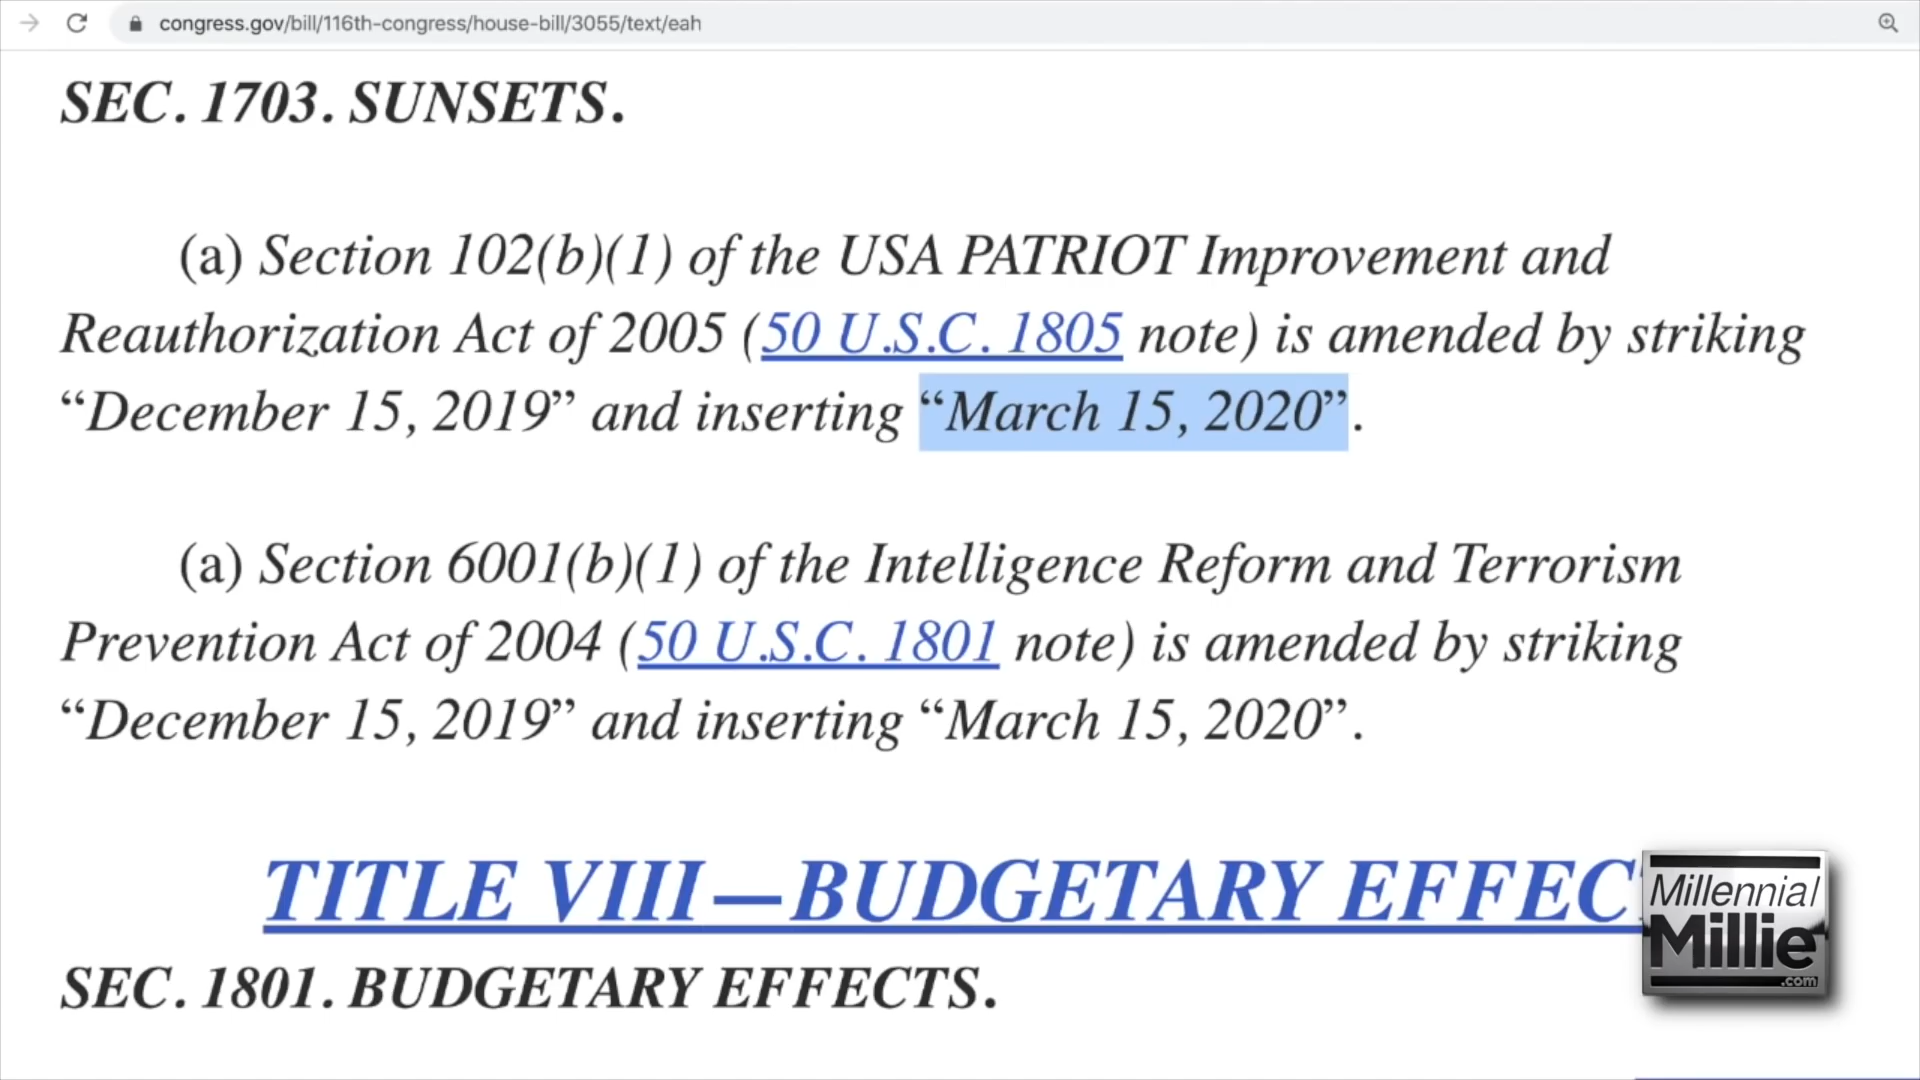 congress.gov/bill/116th-congress/house-bill/3055/text/eah
SEC. 1703. SUNSETS.
(a) Section 102(b)(1) of the USA PATRIOT Improvement and
Reauthorization Act of 2005 (50 U.S.C. 1805 note) is amended by striking
“December 15, 2019” and inserting “March 15, 2020”.
(a) Section 6001(b)(1) of the Intelligence Reform and Terrorism
Prevention Act of 2004 (50 U.S.C. 1801 note) is amended by striking
“December 15, 2019” and inserting “March 15, 2020”.
TITLE VIII—BUDGETARY EFFEC
Millennial
Millie
.com
SEC. 1801. BUDGETARY EFFECTS.